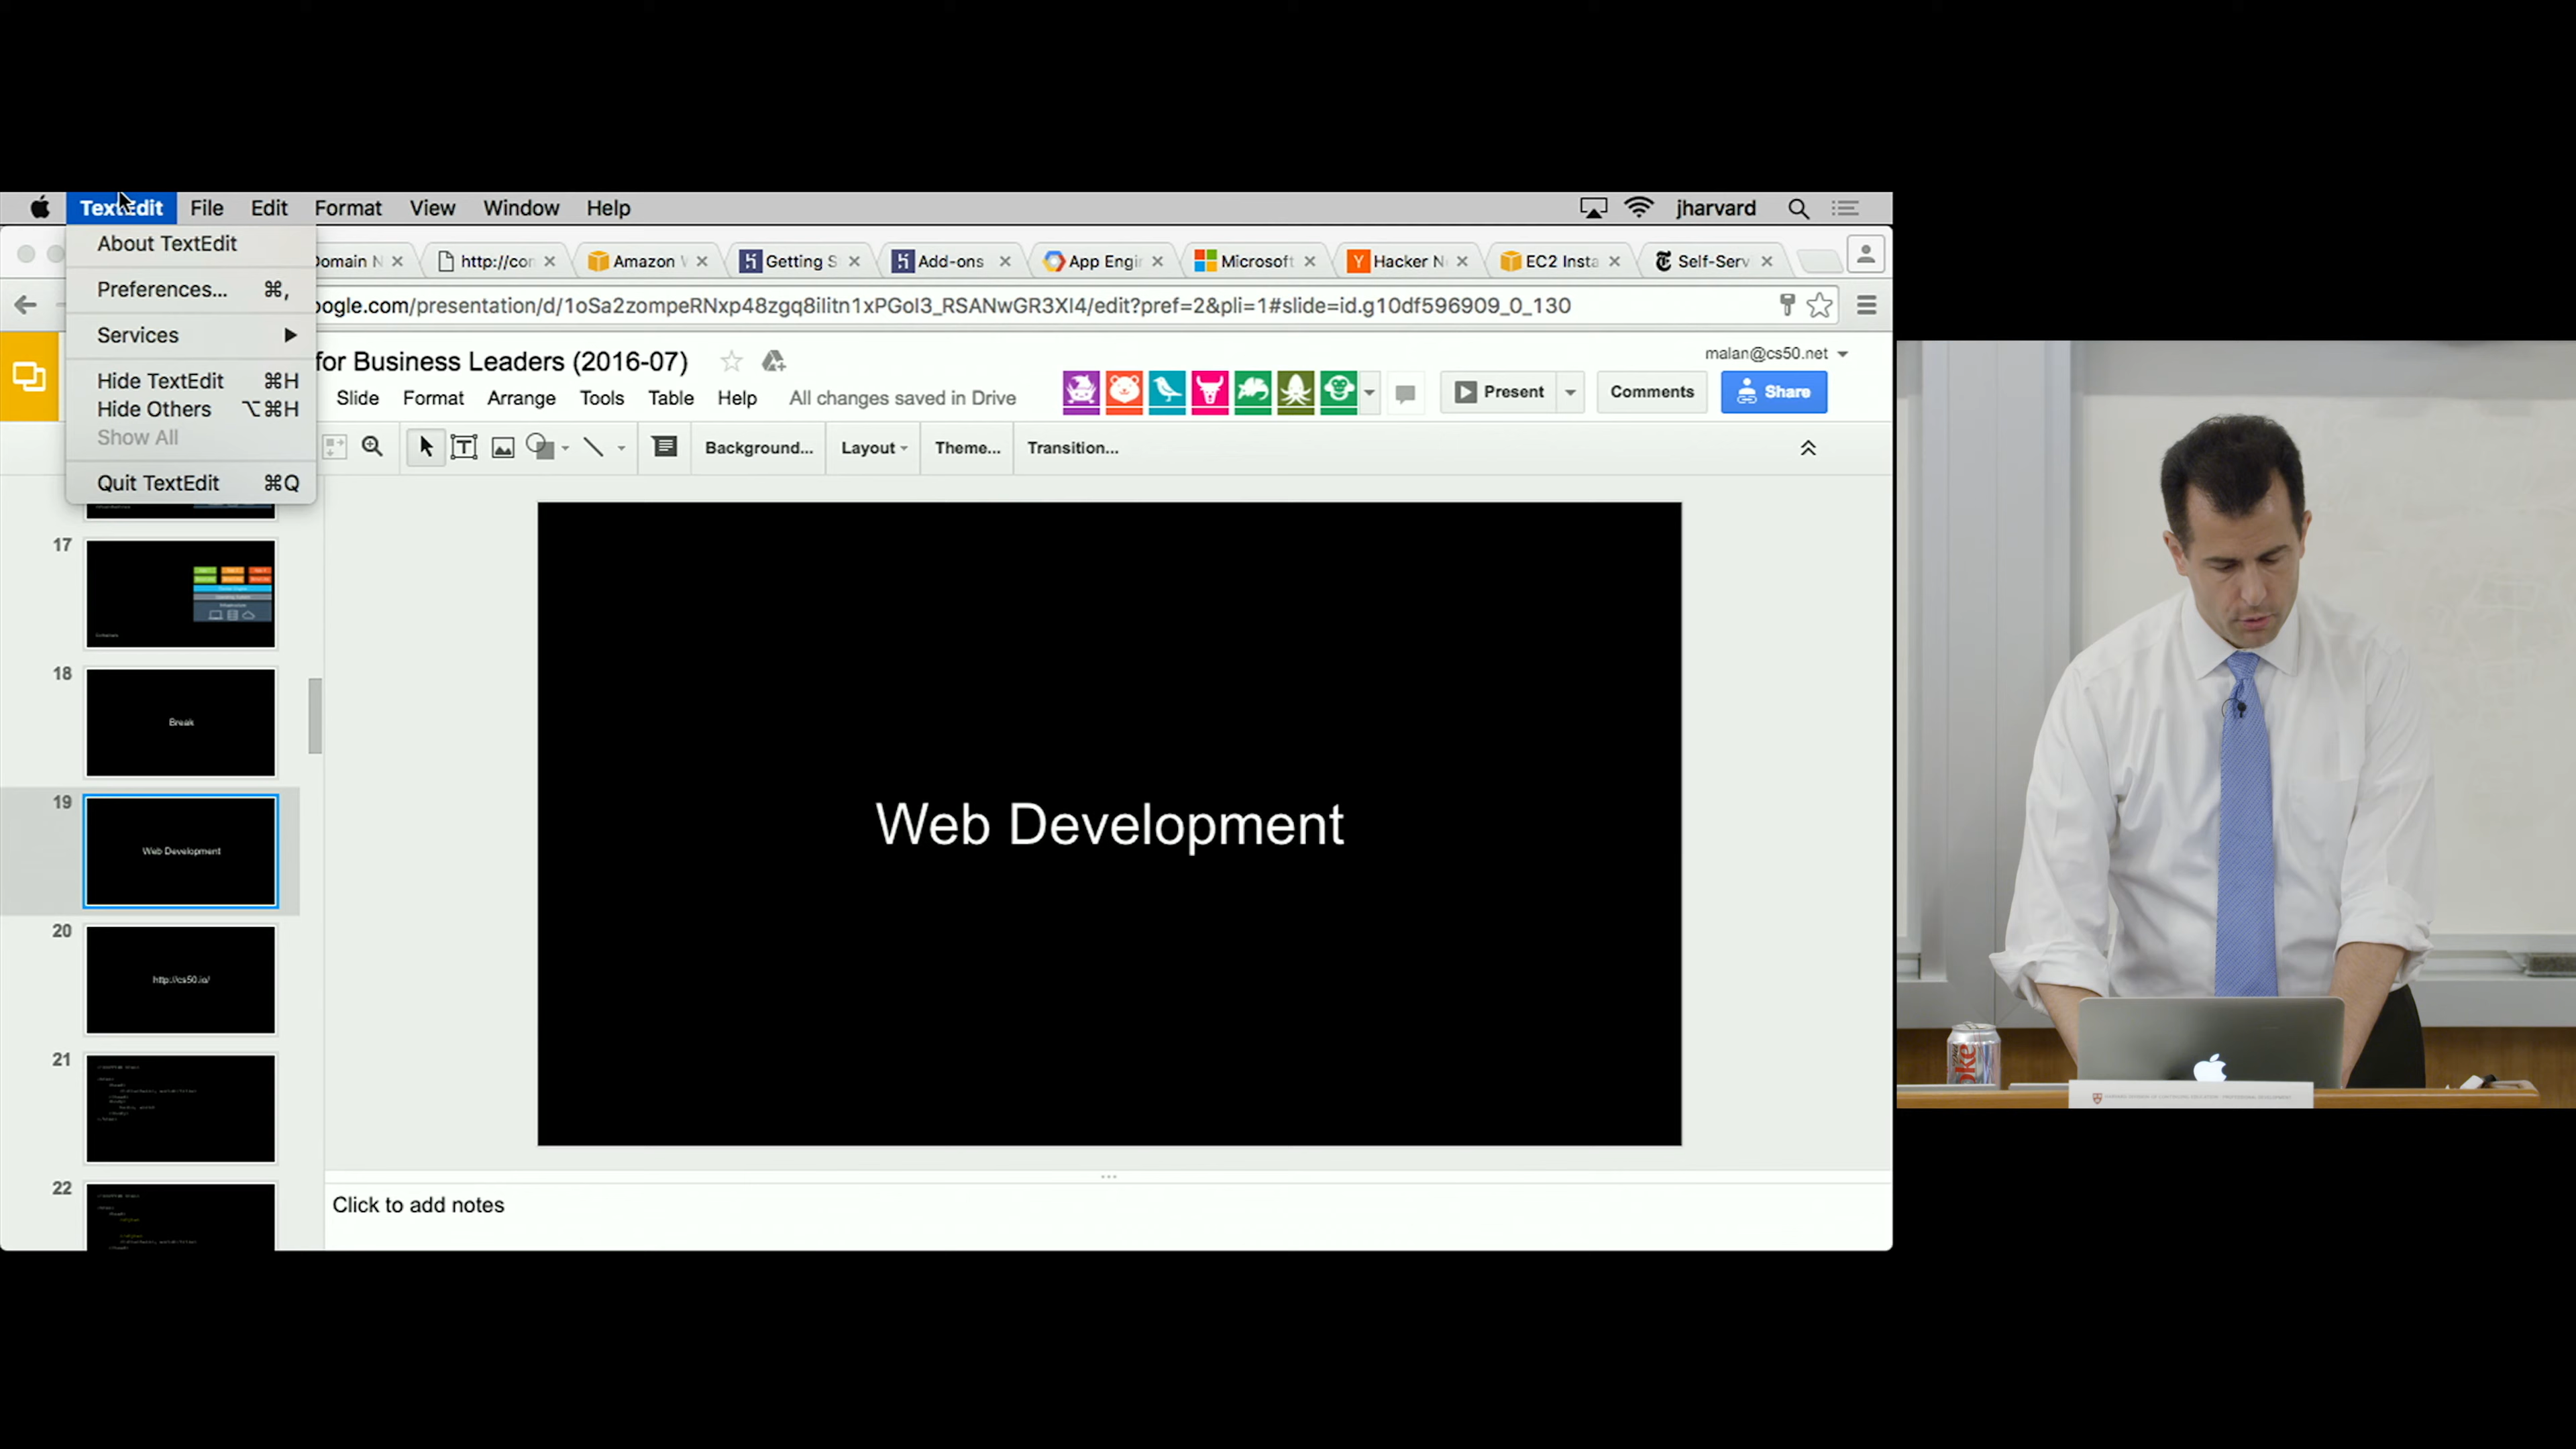 TextEdit File Edit Format View Window Help jharvard
About TextEdit
Preferences... ⌘,
Services ▶
Hide TextEdit ⌘H
Hide Others ⌥⌘H
Show All
Quit TextEdit ⌘Q
Domain N http://cor Amazon Getting S Add-ons App Engi Microsoft Hacker N EC2 Insta Self-Serv
oogle.com/presentation/d/1oSa2zompeRNxp48zgq8ilitn1xPGol3_RSANwGR3XI4/edit?pref=2&pli=1#slide=id.g10df596909_0_130
for Business Leaders (2016-07)
malan@cs50.net
Slide Format Arrange Tools Table Help All changes saved in Drive
Present Comments Share
Background... Layout Theme... Transition...
17
18
Break
19
Web Development
20
http://cs50.io/
21
22
Web Development
Click to add notes
oke